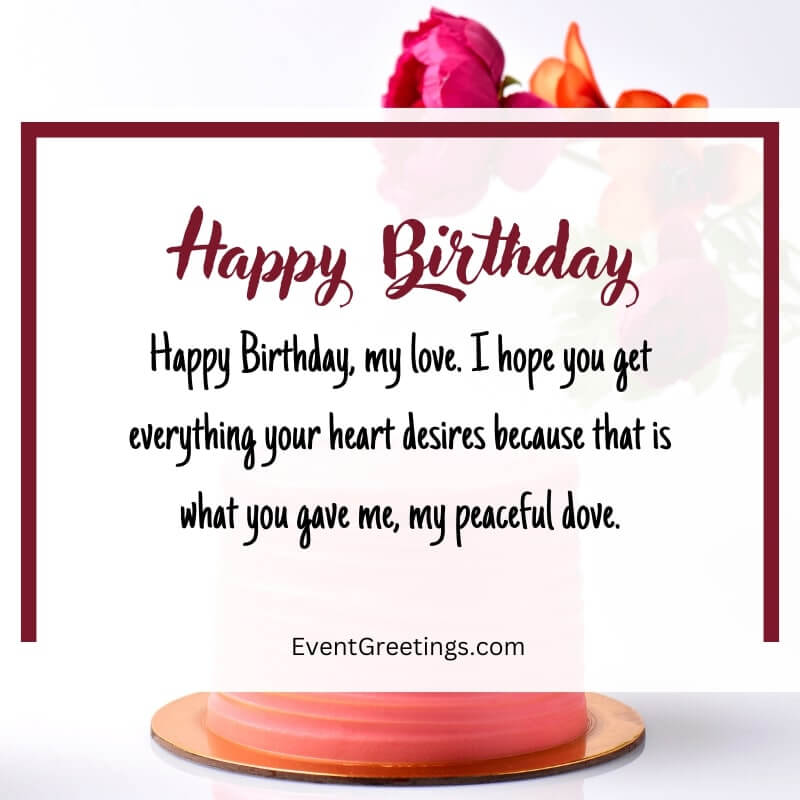 Happy Birthday
Happy Birthday, my love. I hope you get
everything your heart desires because that is
what you gave me, my peaceful dove.
EventGreetings.com